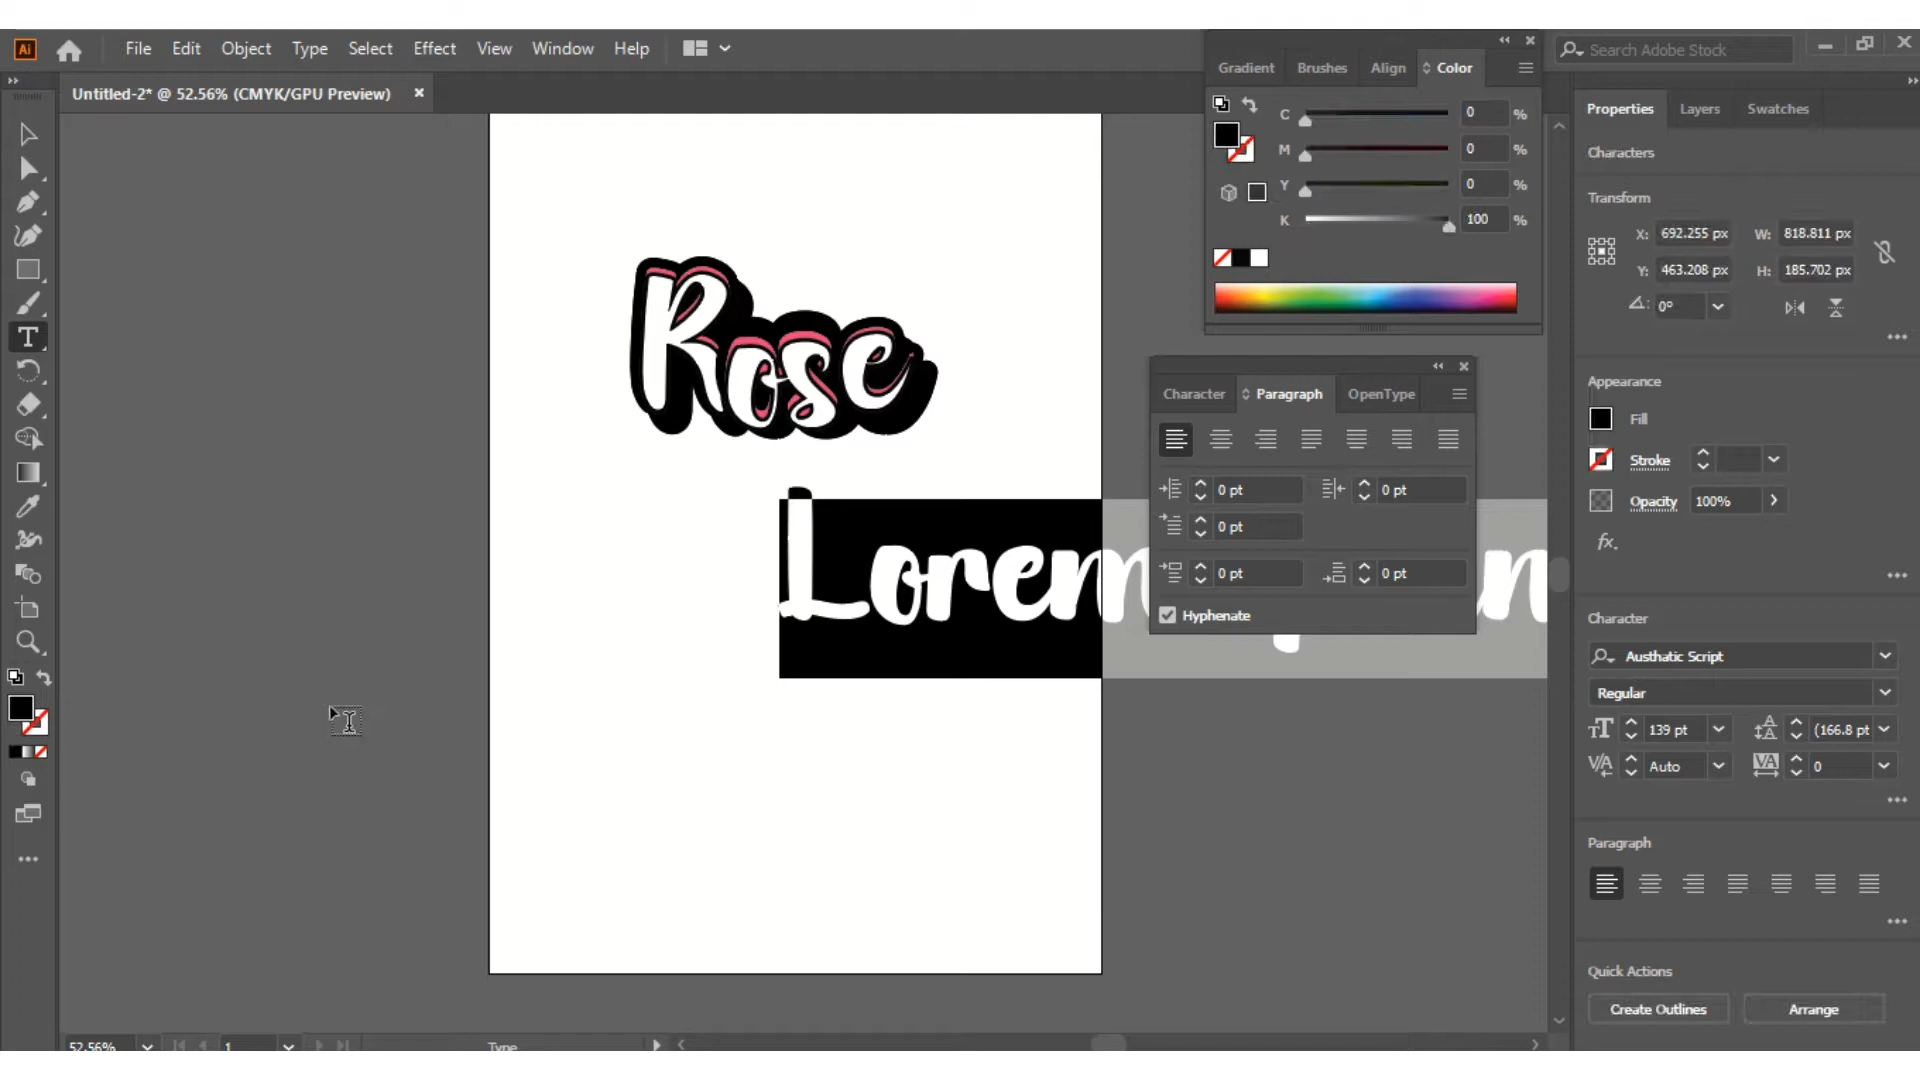 Ai File Edit Object Type Select Effect View Window Help
Search Adobe Stock
Untitled-2* @ 52.56% (CMYK/GPU Preview) ×
Gradient Brushes Align Color
C 0 %
M 0 %
Y 0 %
K 100 %
Properties Layers Swatches
Characters
Transform
X: 692.255 px W: 818.811 px
Y: 463.208 px H: 185.702 px
0°
Rose
Appearance
Fill
Stroke
Opacity 100%
fx.
Character Paragraph OpenType
0 pt 0 pt
0 pt
0 pt 0 pt
Hyphenate
Lorem
Character
Austhatic Script
Regular
139 pt (166.8 pt
Auto 0
Paragraph
Quick Actions
Create Outlines Arrange
52.56% 1 Type